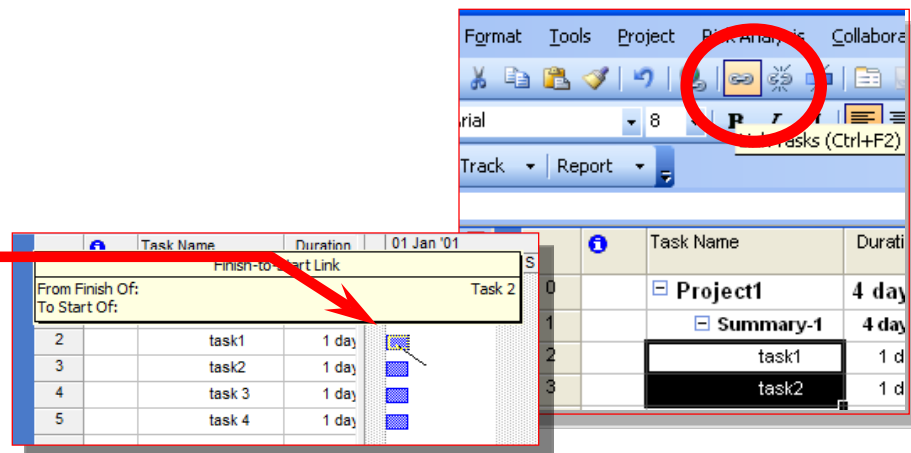 Format Tools Project Risk Analysis Collabora
rial 8 B I
Link Tasks (Ctrl+F2)
Track Report
Task Name Durati
0 Project1 4 day
1 Summary-1 4 day
2 task1 1 d
3 task2 1 d
Task Name Duration 01 Jan '01
S
Finish-to-Start Link
From Finish Of: Task 2
To Start Of:
2 task1 1 day
3 task2 1 day
4 task 3 1 day
5 task 4 1 day